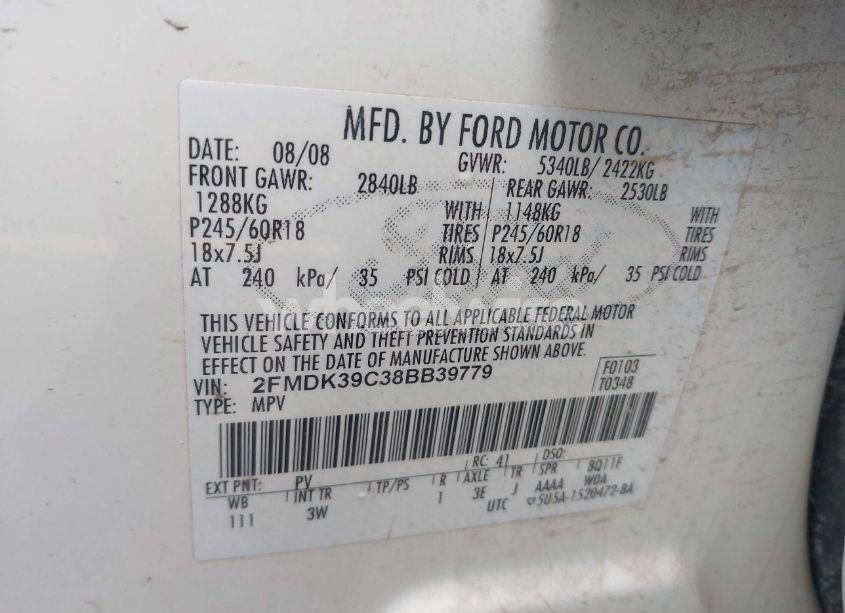 MFD. BY FORD MOTOR CO.
DATE: 08/08 GVWR: 5340LB/ 2422KG
FRONT GAWR: 2840LB REAR GAWR: 2530LB
1288KG WITH 1148KG WITH
P245/60R18 TIRES P245/60R18 TIRES
18x7.5J RIMS 18x7.5J RIMS
AT 240 kPa/ 35 PSI COLD AT 240 kPa/ 35 PSI COLD
THIS VEHICLE CONFORMS TO ALL APPLICABLE FEDERAL MOTOR
VEHICLE SAFETY AND THEFT PREVENTION STANDARDS IN
EFFECT ON THE DATE OF MANUFACTURE SHOWN ABOVE.
VIN: 2FMDK39C38BB39779 F0103
TYPE: MPV T0348
EXT PNT: PV RC: 41 DSO:
WB INT TR TP/PS R AXLE TR SPR 8Q11F
111 3W 1 3E J AAAA W0A
UTC 5U5A-1520472-BA